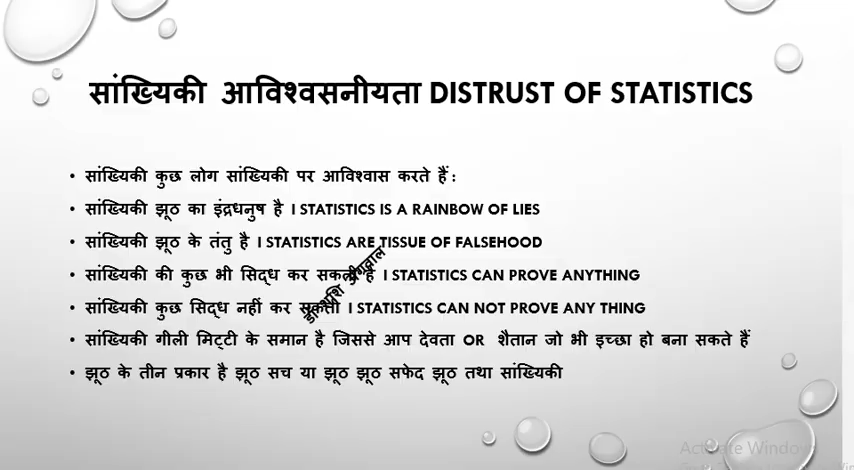 सांख्यिकी आविश्वसनीयता DISTRUST OF STATISTICS
• सांख्यिकी कुछ लोग सांख्यिकी पर आविश्वास करते हैं :
• सांख्यिकी झूठ का इंद्रधनुष है । STATISTICS IS A RAINBOW OF LIES
• सांख्यिकी झूठ के तंतु है । STATISTICS ARE TISSUE OF FALSEHOOD
• सांख्यिकी की कुछ भी सिद्ध कर सकती है । STATISTICS CAN PROVE ANYTHING
• सांख्यिकी कुछ सिद्ध नहीं कर सकती । STATISTICS CAN NOT PROVE ANY THING
• सांख्यिकी गीली मिट्टी के समान है जिससे आप देवता OR शैतान जो भी इच्छा हो बना सकते हैं
• झूठ के तीन प्रकार है झूठ सच या झूठ झूठ सफेद झूठ तथा सांख्यिकी
Activate Windows